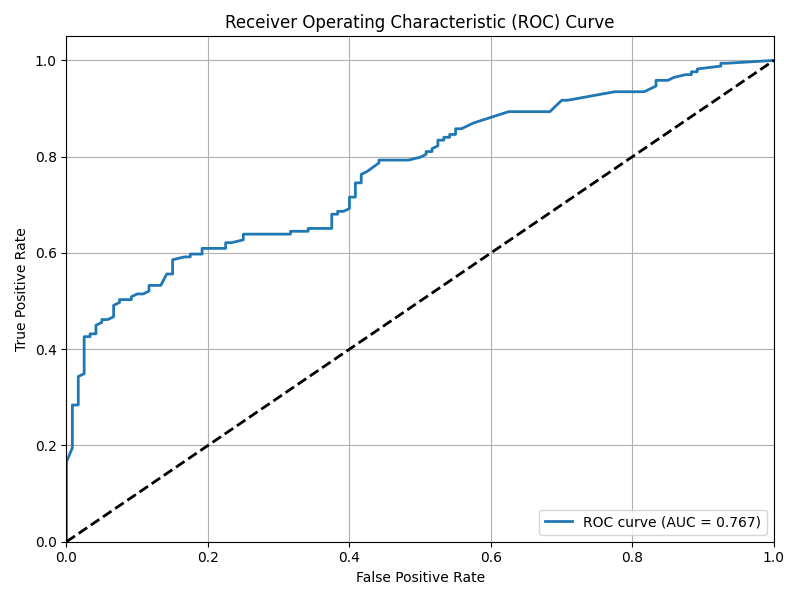 Receiver Operating Characteristic (ROC) Curve
True Positive Rate
1.0
0.8
0.6
0.4
0.2
0.0
0.0 0.2 0.4 0.6 0.8 1.0
False Positive Rate
ROC curve (AUC = 0.767)